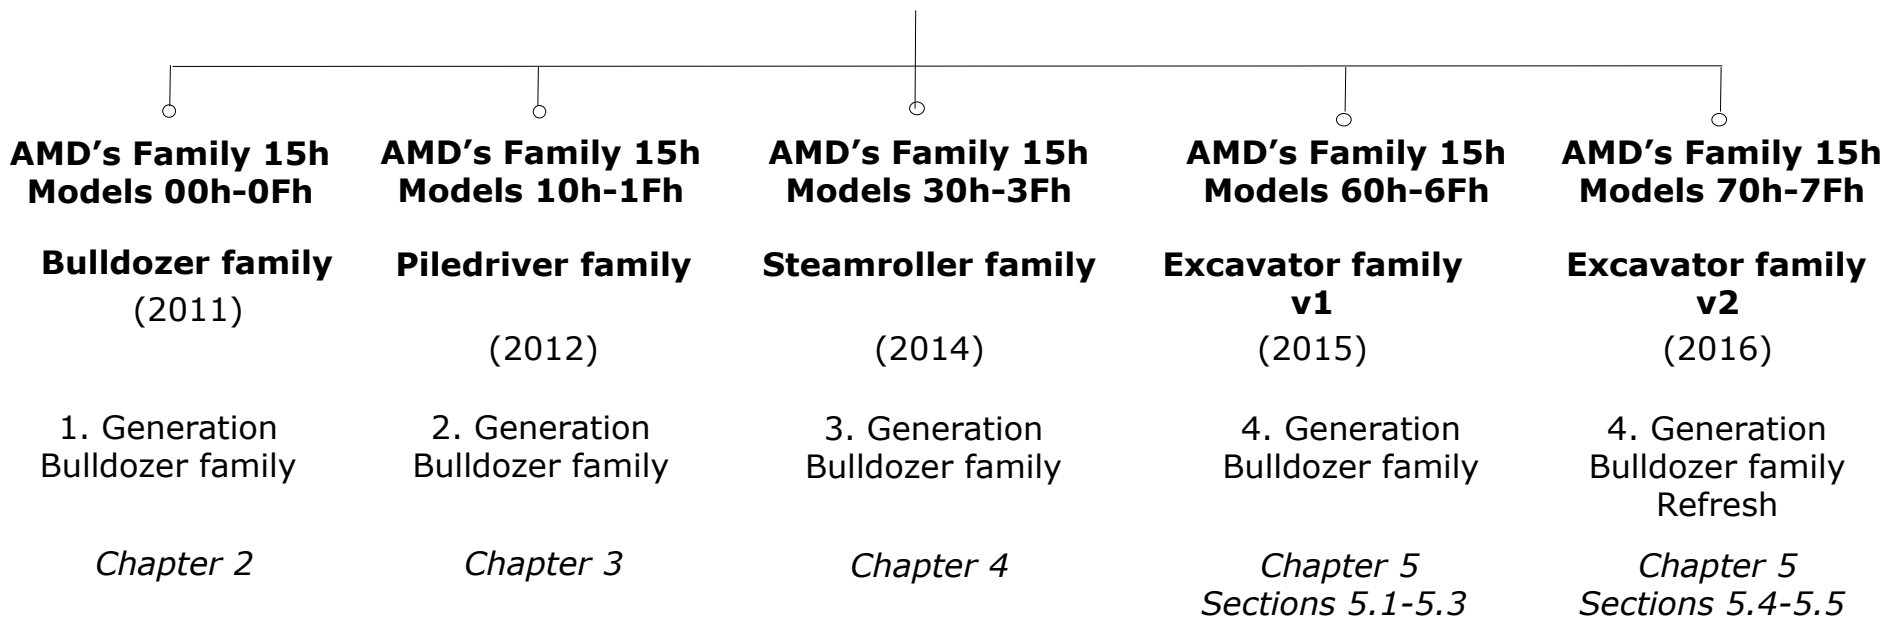 AMD’s Family 15h
Models 00h-0Fh
Bulldozer family
(2011)
1. Generation
Bulldozer family
Chapter 2
AMD’s Family 15h
Models 10h-1Fh
Piledriver family
(2012)
2. Generation
Bulldozer family
Chapter 3
AMD’s Family 15h
Models 30h-3Fh
Steamroller family
(2014)
3. Generation
Bulldozer family
Chapter 4
AMD’s Family 15h
Models 60h-6Fh
Excavator family
v1
(2015)
4. Generation
Bulldozer family
Chapter 5
Sections 5.1-5.3
AMD’s Family 15h
Models 70h-7Fh
Excavator family
v2
(2016)
4. Generation
Bulldozer family
Refresh
Chapter 5
Sections 5.4-5.5